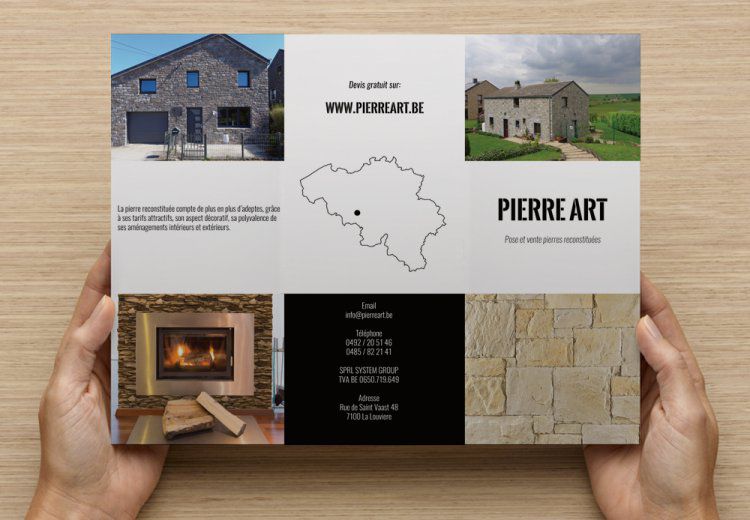 La pierre reconstituée compte de plus en plus d'adeptes, grâce
à ses tarifs attractifs, son aspect décoratif, sa polyvalence de
ses aménagements intérieurs et extérieurs.
Devis gratuit sur:
WWW.PIERREART.BE
Email
info@pierreart.be
Téléphone
0492 / 20 51 46
0485 / 82 21 41
SPRL SYSTEM GROUP
TVA BE 0650.719.649
Adresse
Rue de Saint Vaast 48
7100 La Louviere
PIERRE ART
Pose et vente pierres reconstituées